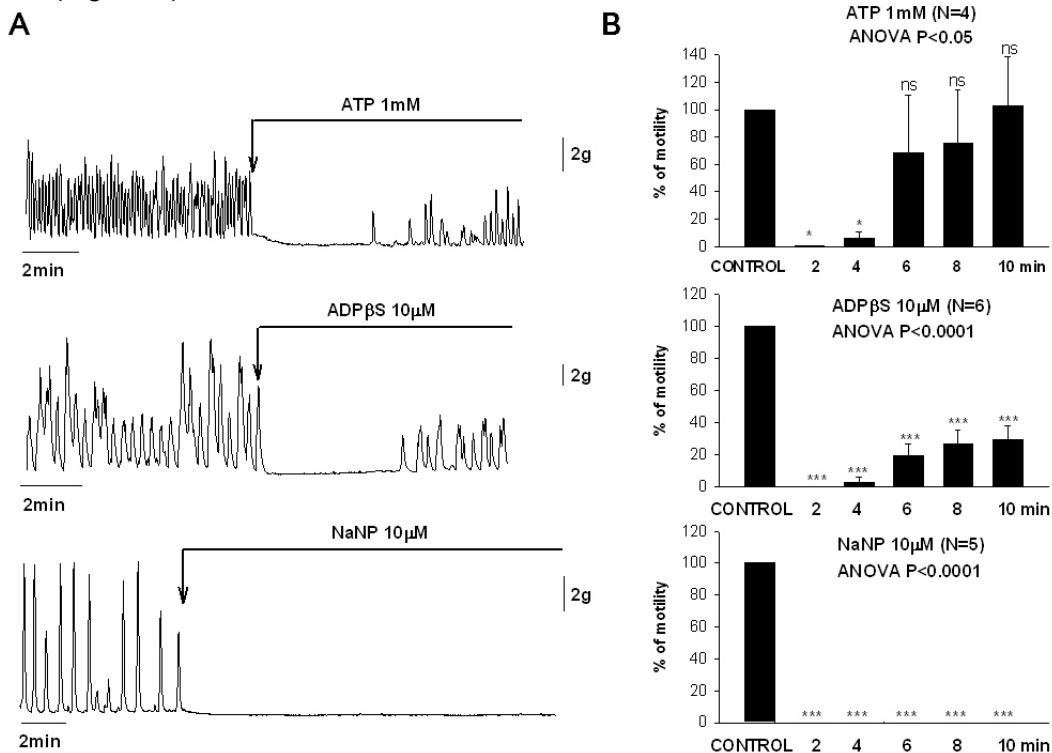 A
ATP 1mM
2g
2min
ADPβS 10µM
2g
2min
NaNP 10µM
2g
2min
B
ATP 1mM (N=4)
ANOVA P<0.05
% of motility
140
120
100
80
60
40
20
0
* * ns ns ns
CONTROL 2 4 6 8 10 min
ADPβS 10µM (N=6)
ANOVA P<0.0001
% of motility
120
100
80
60
40
20
0
*** *** *** *** ***
CONTROL 2 4 6 8 10 min
NaNP 10µM (N=5)
ANOVA P<0.0001
% of motility
100
80
60
40
20
0
*** *** *** *** ***
CONTROL 2 4 6 8 10 min